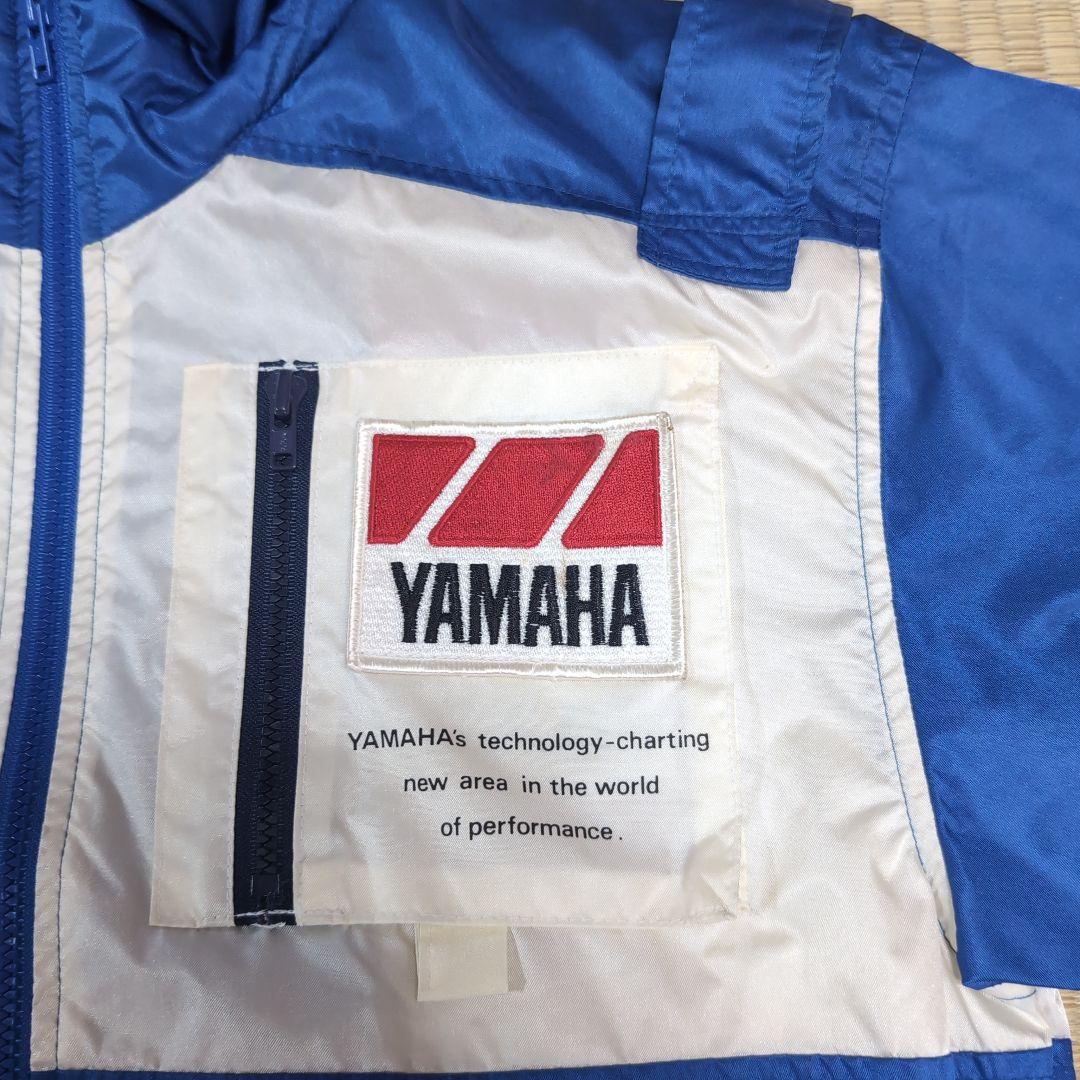 YAMAHA
YAMAHA's technology-charting
new area in the world
of performance.